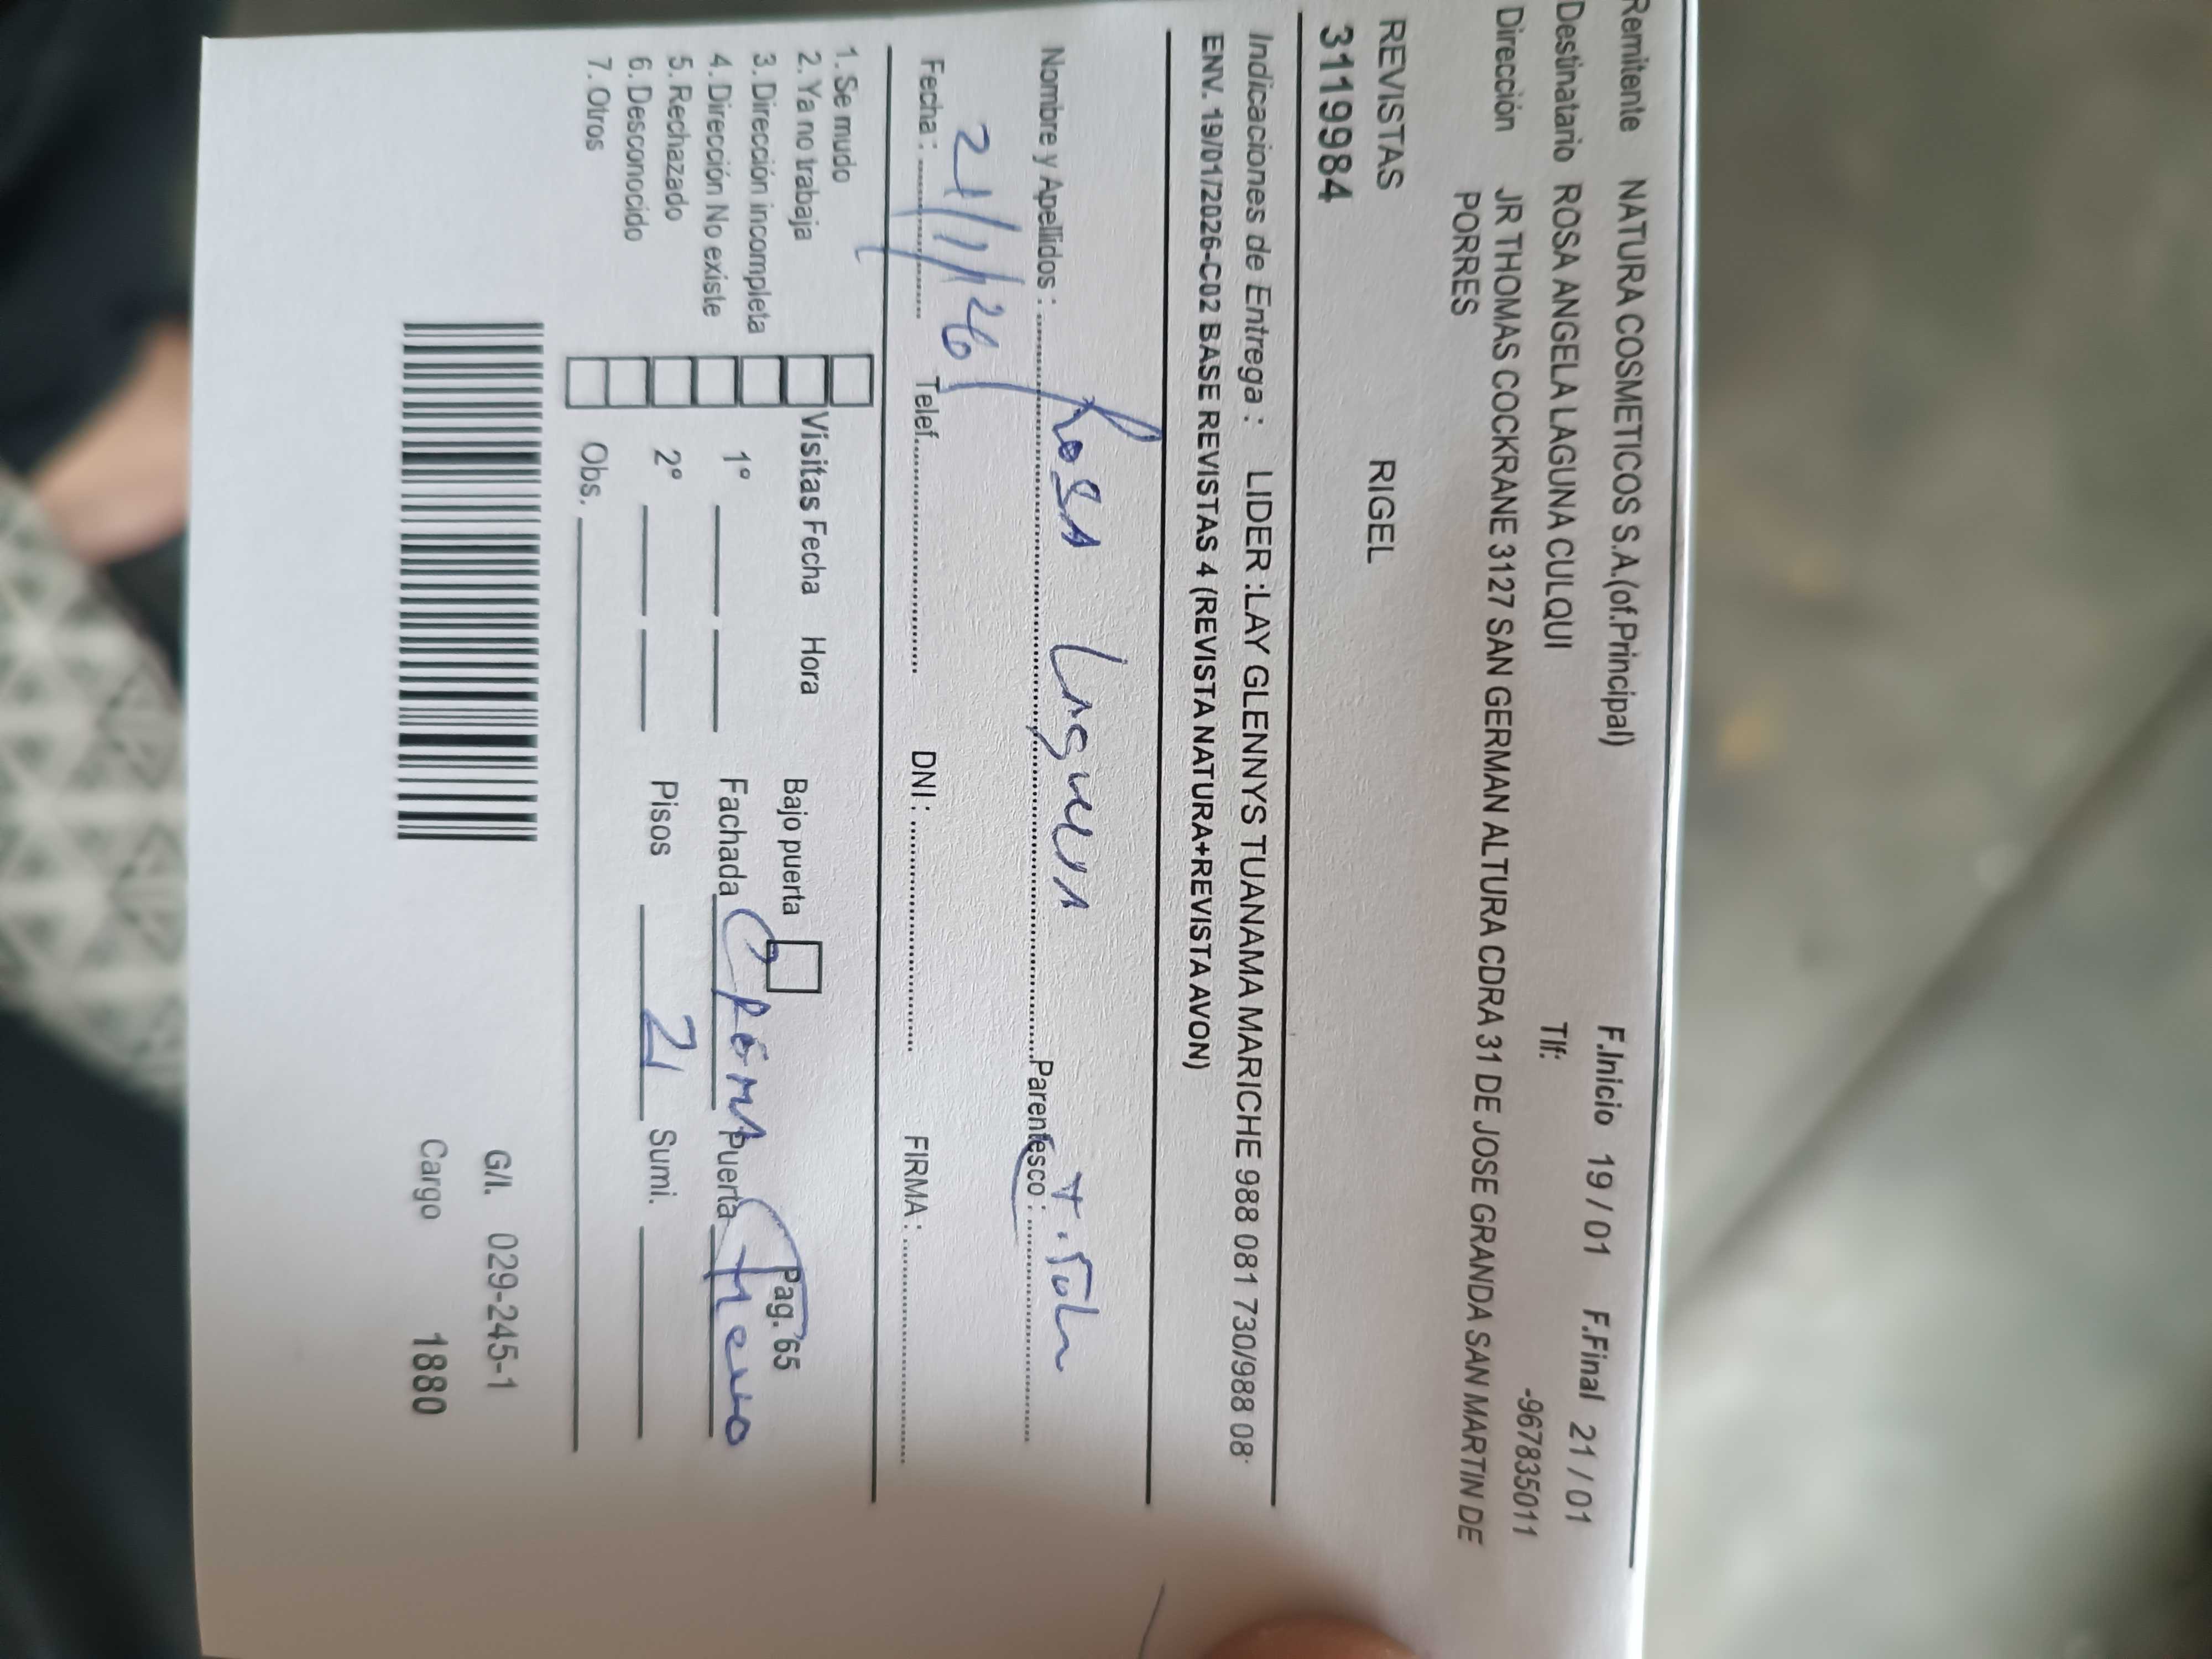 Remitente NATURA COSMETICOS S.A.(of.Principal) F.Inicio 19 / 01 F.Final 21 / 01
Destinatario ROSA ANGELA LAGUNA CULQUI Tlf: -967835011
Dirección JR THOMAS COCKRANE 3127 SAN GERMAN ALTURA CDRA 31 DE JOSE GRANDA SAN MARTIN DE
PORRES
REVISTAS RIGEL
3119984
Indicaciones de Entrega : LIDER :LAY GLENNYS TUANAMA MARICHE 988 081 730/988 08
ENV. 19/01/2026-C02 BASE REVISTAS 4 (REVISTA NATURA+REVISTA AVON)
Nombre y Apellidos : Rosa Laguna Parentesco :
Fecha : 21/1/26 Telef. DNI : FIRMA :
1. Se mudo
2. Ya no trabaja Visitas Fecha Hora Bajo puerta Pag. 65
3. Dirección incompleta
4. Dirección No existe 1° Fachada Crema Puerta
5. Rechazado 2° Pisos 2 Sumi.
6. Desconocido
7. Otros Obs.
G/I. 029-245-1
Cargo 1880